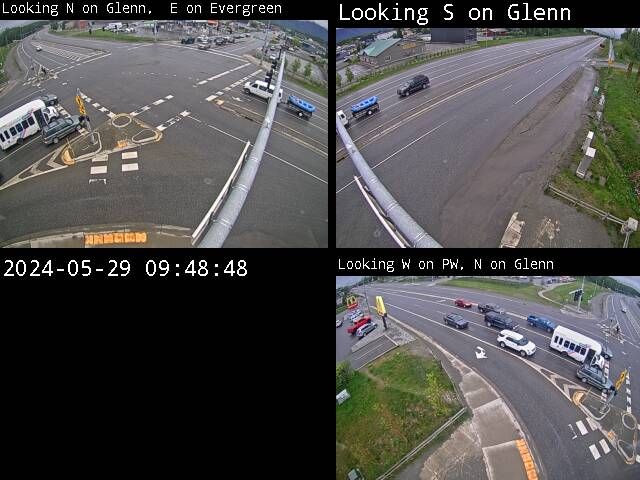 Looking N on Glenn,  E on Evergreen
Looking S on Glenn
2024-05-29 09:48:48
Looking W on PW, N on Glenn